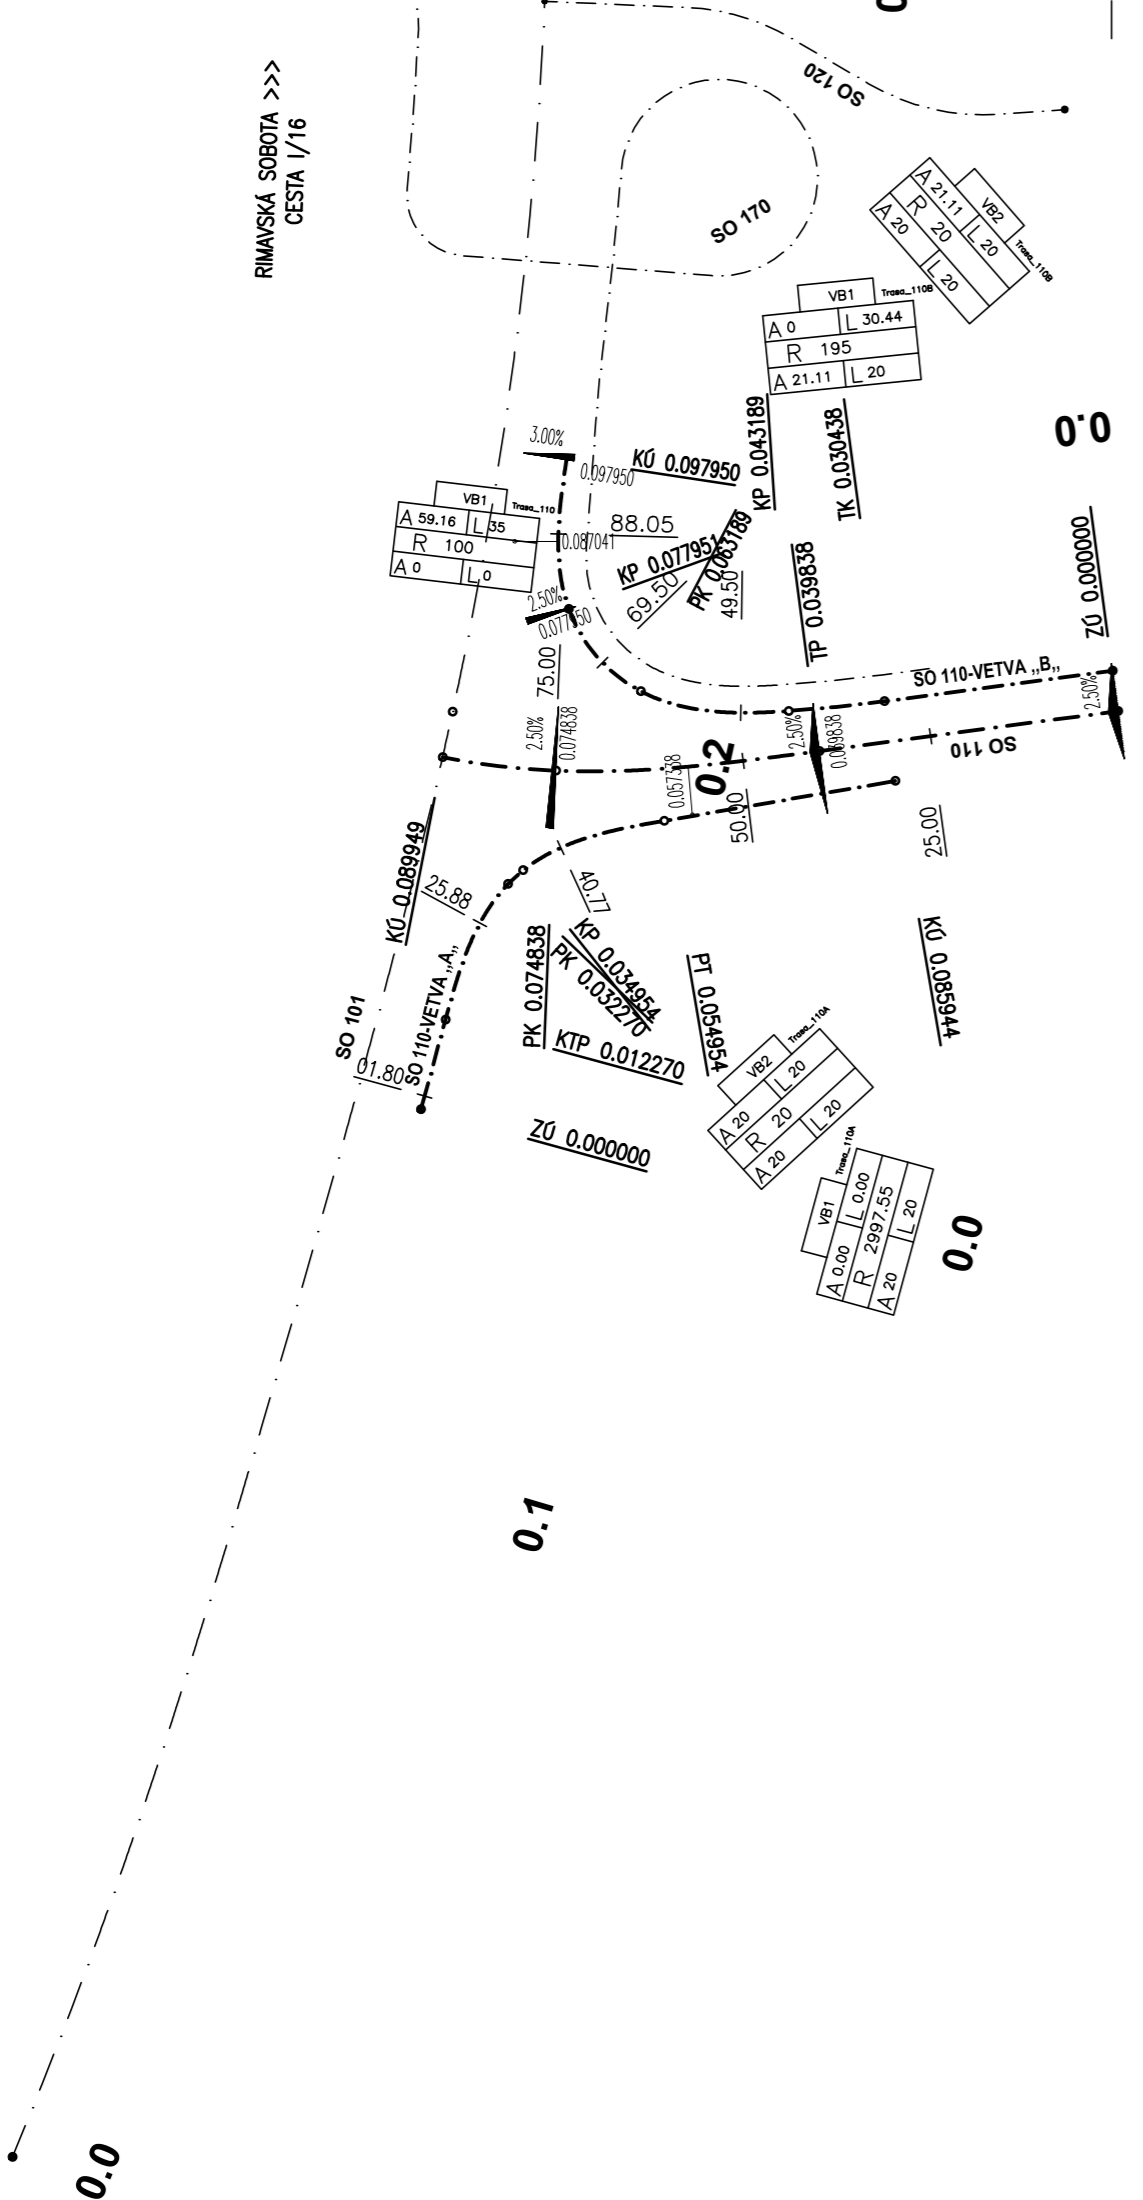 RIMAVSKÁ SOBOTA >>>
CESTA I/16
SO 120
SO 170
A 21.11 L 20
R 20
A 20 L 20
VB2
Trasa_110B
VB1
Trasa_110B
A 0 L 30.44
R 195
A 21.11 L 20
0.0
3.00%
0.097950
KÚ 0.097950
KP 0.043189
TK 0.030438
VB1
Trasa_110
A 59.16 L 35
R 100
A 0 L 0
88.05
0.087041
KP 0.077951
PK 0.063189
69.50
49.50
2.50%
0.077950
TP 0.039838
ZÚ 0.000000
75.00
2.50%
0.074838
SO 110-VETVA „B„
2.50%
SO 110
2.50%
0.039838
0.2
0.057338
50.00
25.00
KÚ 0.089949
25.88
40.77
SO 101
SO 110-VETVA „A„
01.80
PK 0.074838
KP 0.034954
PK 0.032270
KTP 0.012270
PT 0.054954
KÚ 0.085944
ZÚ 0.000000
VB2
Trasa_110A
A 20 L 20
R 20
A 20 L 20
VB1
Trasa_110A
A 0.00 L 0.00
R 2997.55
A 20 L 20
0.0
0.1
0.0